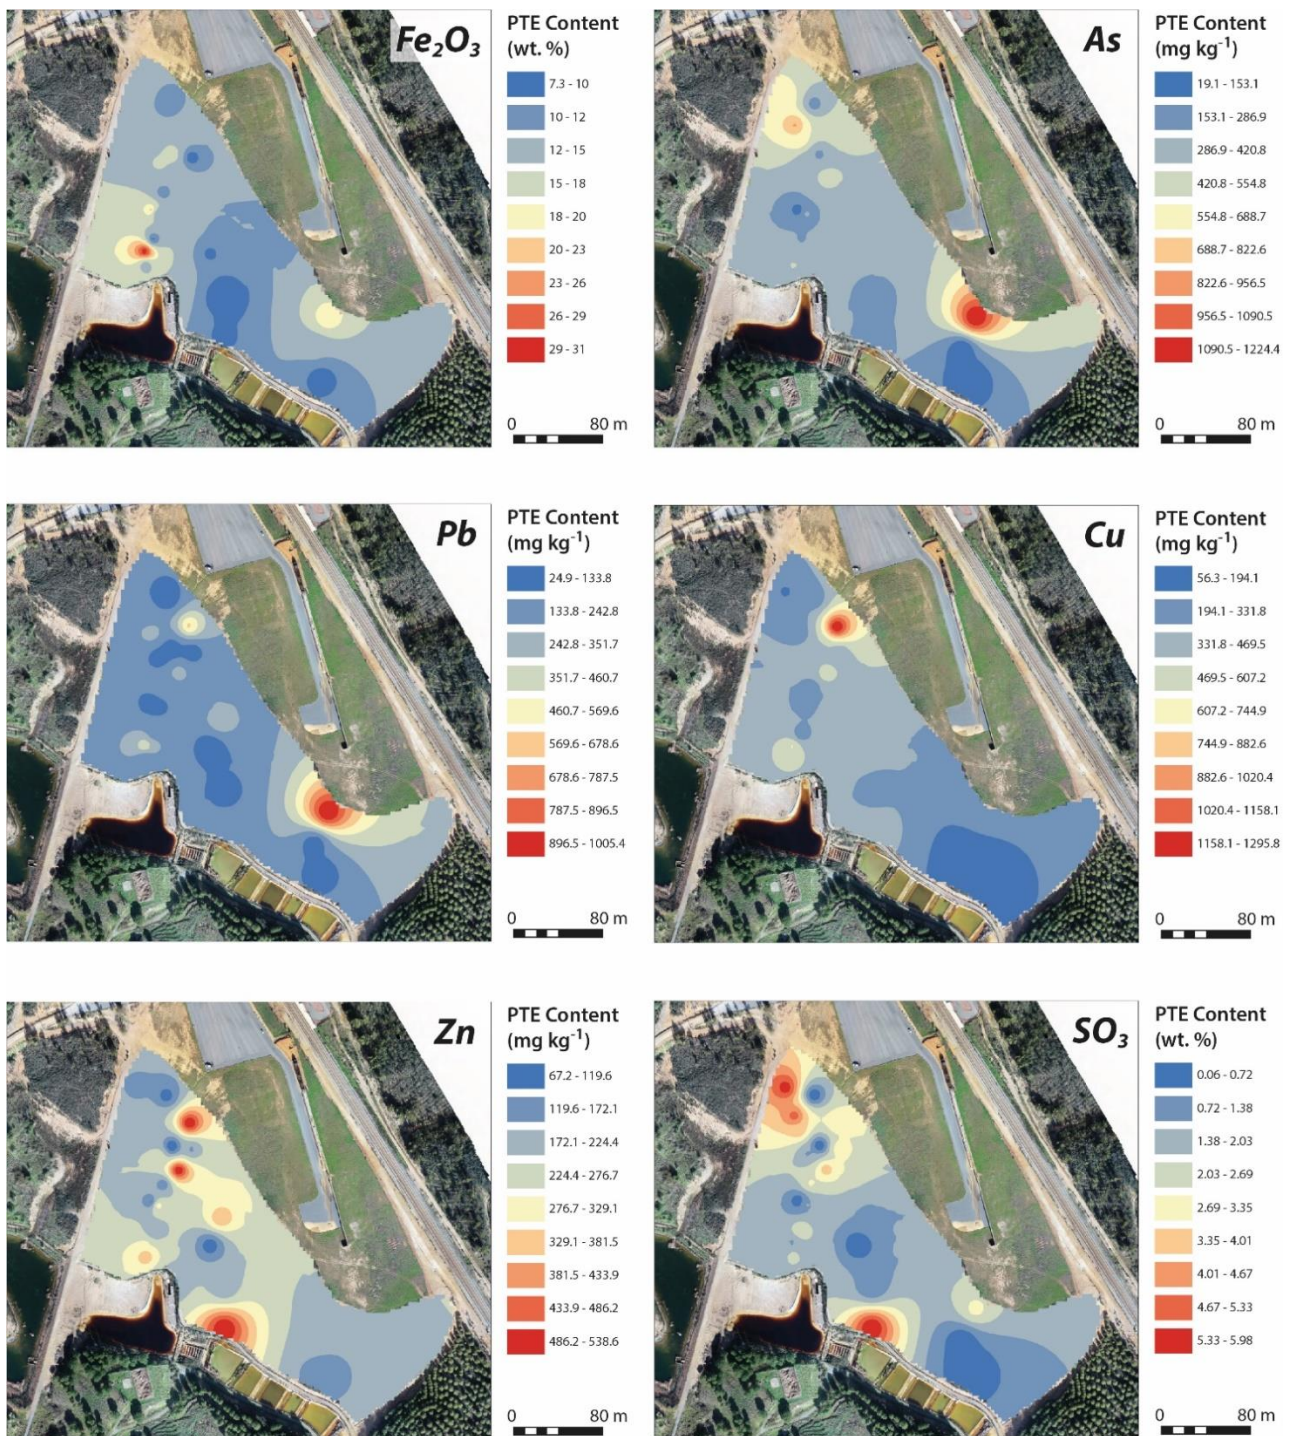 Fe2O3
PTE Content
(wt. %)
7.3 - 10
10 - 12
12 - 15
15 - 18
18 - 20
20 - 23
23 - 26
26 - 29
29 - 31
0 80 m
As
PTE Content
(mg kg-1)
19.1 - 153.1
153.1 - 286.9
286.9 - 420.8
420.8 - 554.8
554.8 - 688.7
688.7 - 822.6
822.6 - 956.5
956.5 - 1090.5
1090.5 - 1224.4
0 80 m
Pb
PTE Content
(mg kg-1)
24.9 - 133.8
133.8 - 242.8
242.8 - 351.7
351.7 - 460.7
460.7 - 569.6
569.6 - 678.6
678.6 - 787.5
787.5 - 896.5
896.5 - 1005.4
0 80 m
Cu
PTE Content
(mg kg-1)
56.3 - 194.1
194.1 - 331.8
331.8 - 469.5
469.5 - 607.2
607.2 - 744.9
744.9 - 882.6
882.6 - 1020.4
1020.4 - 1158.1
1158.1 - 1295.8
0 80 m
Zn
PTE Content
(mg kg-1)
67.2 - 119.6
119.6 - 172.1
172.1 - 224.4
224.4 - 276.7
276.7 - 329.1
329.1 - 381.5
381.5 - 433.9
433.9 - 486.2
486.2 - 538.6
0 80 m
SO3
PTE Content
(wt. %)
0.06 - 0.72
0.72 - 1.38
1.38 - 2.03
2.03 - 2.69
2.69 - 3.35
3.35 - 4.01
4.01 - 4.67
4.67 - 5.33
5.33 - 5.98
0 80 m